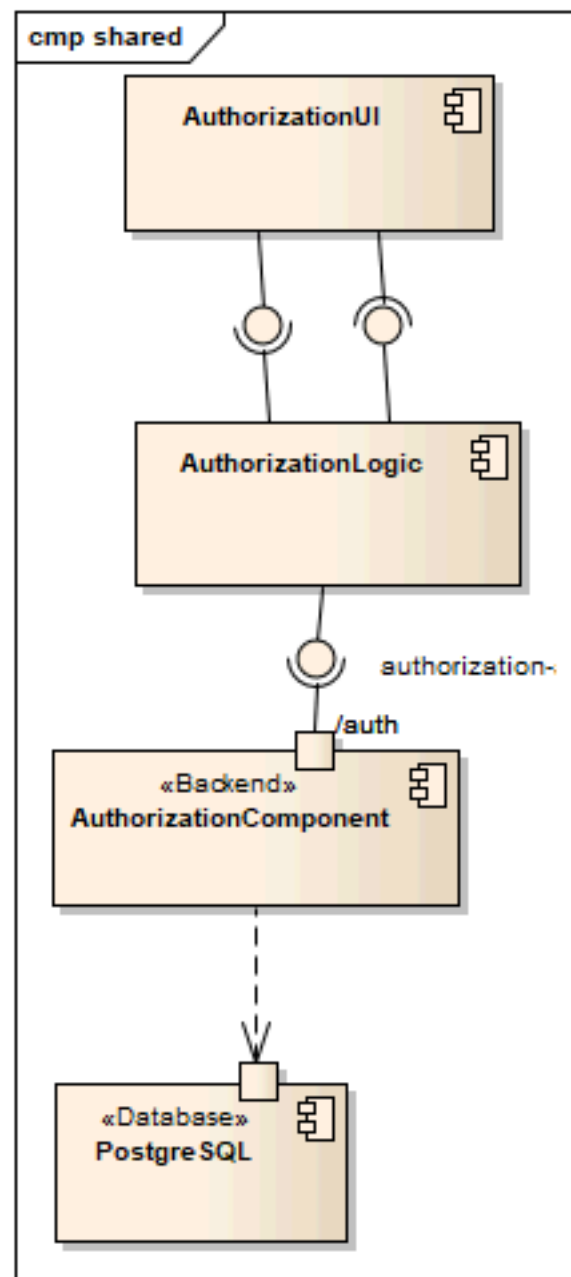 cmp shared
AuthorizationUI
AuthorizationLogic
authorization-
/auth
«Backend»
AuthorizationComponent
«Database»
PostgreSQL